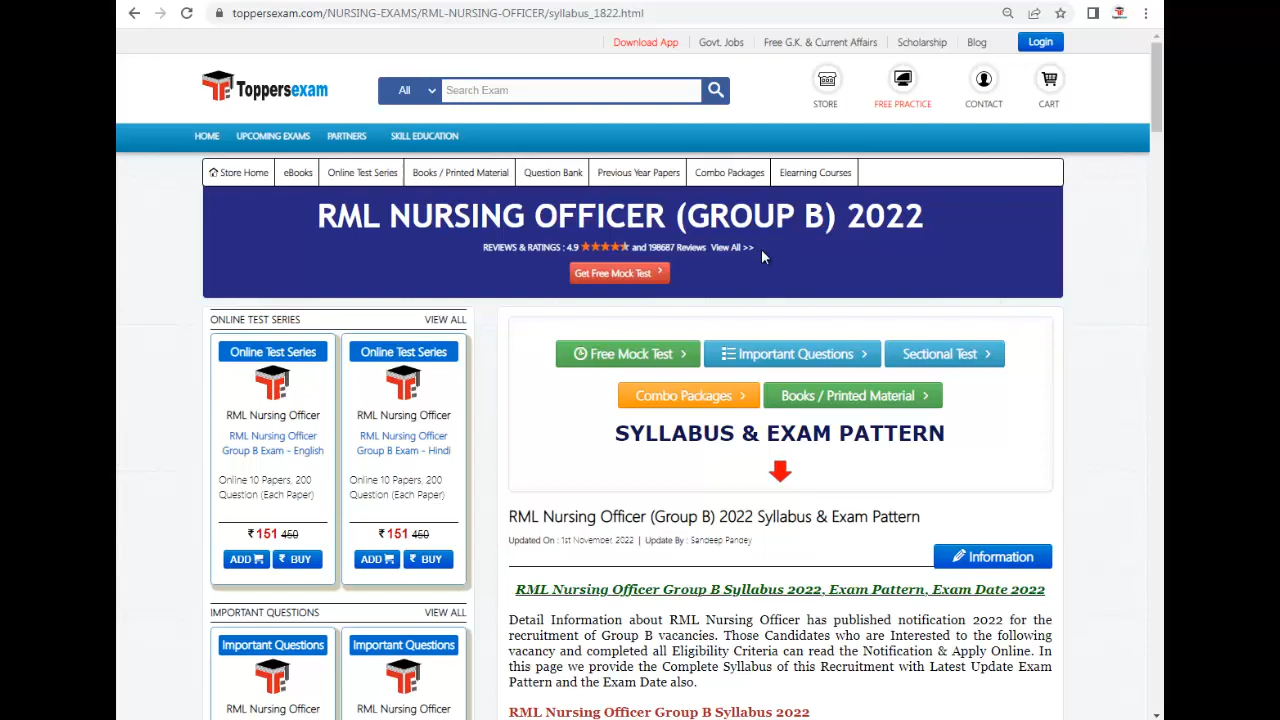 toppersexam.com/NURSING-EXAMS/RML-NURSING-OFFICER/syllabus_1822.html
Download App Govt. Jobs Free G.K. & Current Affairs Scholarship Blog Login
Toppersexam
All Search Exam
STORE FREE PRACTICE CONTACT CART
HOME UPCOMING EXAMS PARTNERS SKILL EDUCATION
Store Home eBooks Online Test Series Books / Printed Material Question Bank Previous Year Papers Combo Packages Elearning Courses
RML NURSING OFFICER (GROUP B) 2022
REVIEWS & RATINGS : 4.9 and 198687 Reviews View All >>
Get Free Mock Test
ONLINE TEST SERIES VIEW ALL
Online Test Series
RML Nursing Officer
RML Nursing Officer
Group B Exam - English
Online 10 Papers, 200
Question (Each Paper)
₹ 151 450
ADD ₹ BUY
Online Test Series
RML Nursing Officer
RML Nursing Officer
Group B Exam - Hindi
Online 10 Papers, 200
Question (Each Paper)
₹ 151 450
ADD ₹ BUY
IMPORTANT QUESTIONS VIEW ALL
Important Questions
RML Nursing Officer
Important Questions
RML Nursing Officer
Free Mock Test Important Questions Sectional Test
Combo Packages Books / Printed Material
SYLLABUS & EXAM PATTERN
RML Nursing Officer (Group B) 2022 Syllabus & Exam Pattern
Updated On : 1st November, 2022 | Update By : Sandeep Pandey
Information
RML Nursing Officer Group B Syllabus 2022, Exam Pattern, Exam Date 2022
Detail Information about RML Nursing Officer has published notification 2022 for the
recruitment of Group B vacancies. Those Candidates who are Interested to the following
vacancy and completed all Eligibility Criteria can read the Notification & Apply Online. In
this page we provide the Complete Syllabus of this Recruitment with Latest Update Exam
Pattern and the Exam Date also.
RML Nursing Officer Group B Syllabus 2022